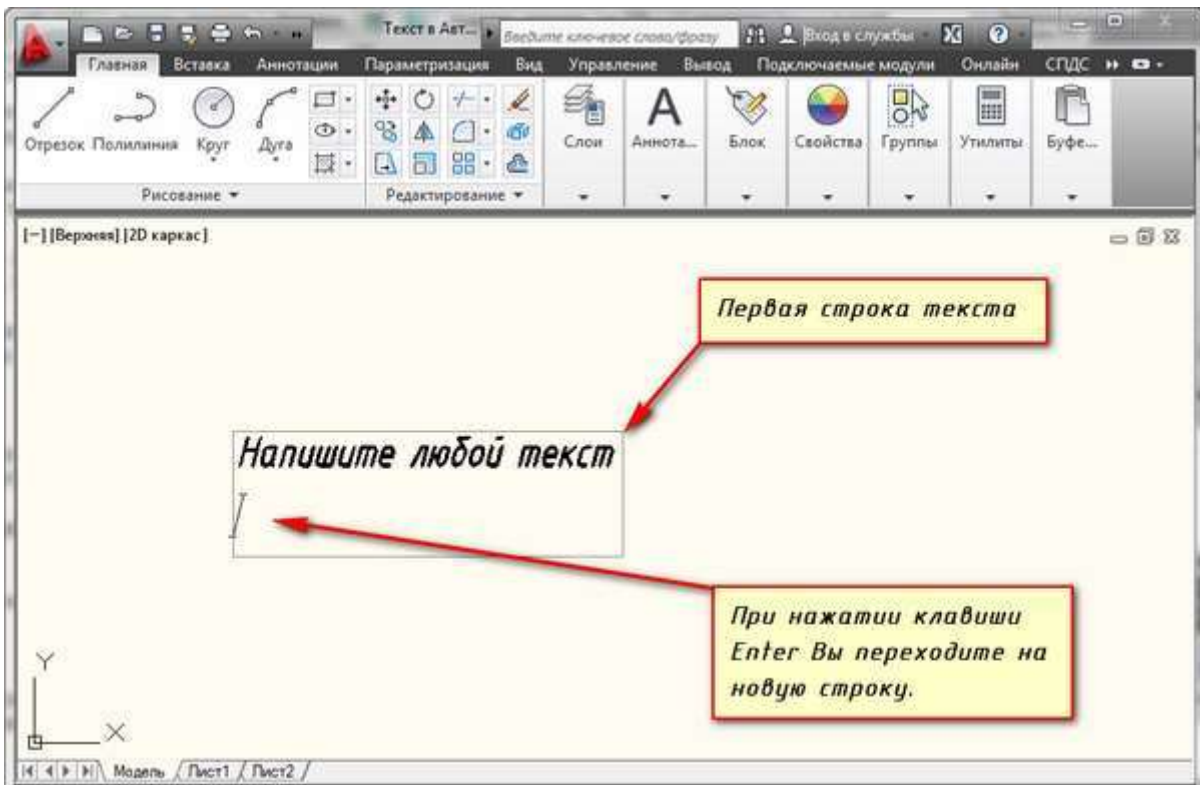 Текст в Авт...
Введите ключевое слово/фразу
Вход в службы
Главная Вставка Аннотации Параметризация Вид Управление Вывод Подключаемые модули Онлайн СПДС
Отрезок Полилиния Круг Дуга Слои Аннота... Блок Свойства Группы Утилиты Буфе...
Рисование Редактирование
[−][Верхняя][2D каркас]
Первая строка текста
Напишите любой текст
При нажатии клавиши
Enter Вы переходите на
новую строку.
Y
X
Модель Лист1 Лист2